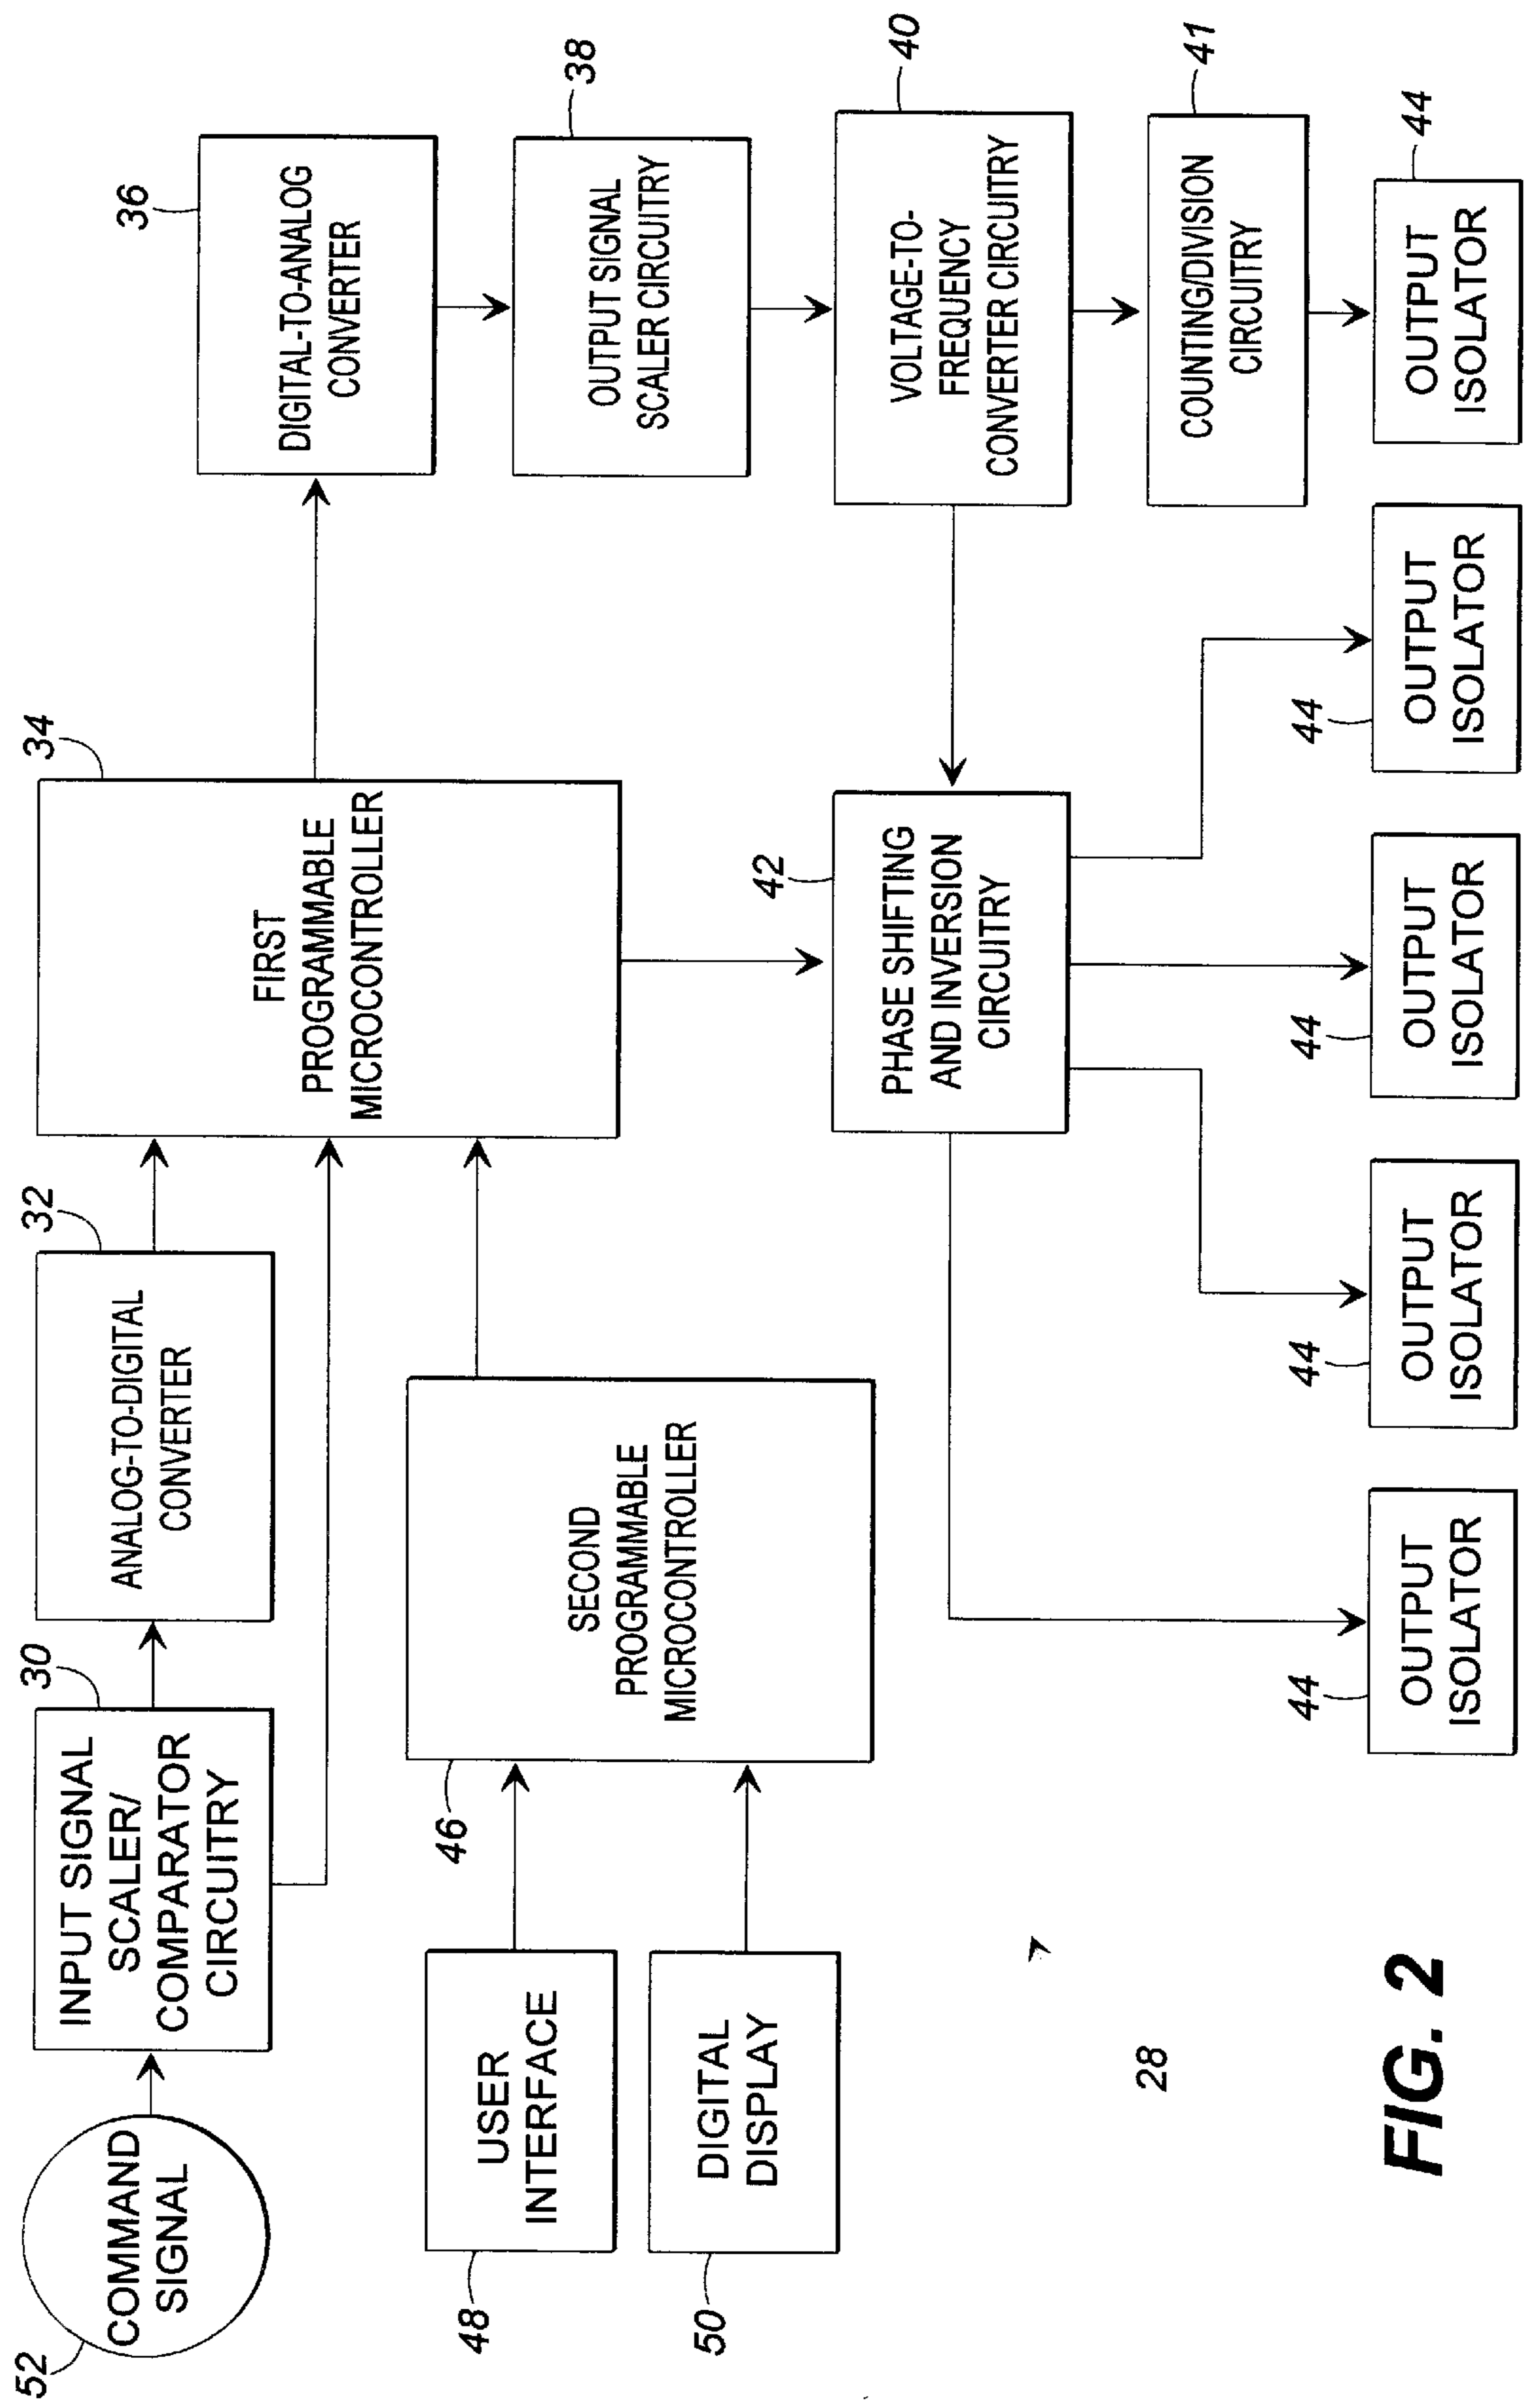 52
COMMAND
SIGNAL
30
INPUT SIGNAL
SCALER/
COMPARATOR
CIRCUITRY
32
ANALOG-TO-DIGITAL
CONVERTER
34
FIRST
PROGRAMMABLE
MICROCONTROLLER
36
DIGITAL-TO-ANALOG
CONVERTER
38
OUTPUT SIGNAL
SCALER CIRCUITRY
48
USER
INTERFACE
50
DIGITAL
DISPLAY
46
SECOND
PROGRAMMABLE
MICROCONTROLLER
42
PHASE SHIFTING
AND INVERSION
CIRCUITRY
40
VOLTAGE-TO-
FREQUENCY
CONVERTER CIRCUITRY
41
COUNTING/DIVISION
CIRCUITRY
28
44
OUTPUT
ISOLATOR
44
OUTPUT
ISOLATOR
44
OUTPUT
ISOLATOR
44
OUTPUT
ISOLATOR
44
OUTPUT
ISOLATOR
FIG. 2